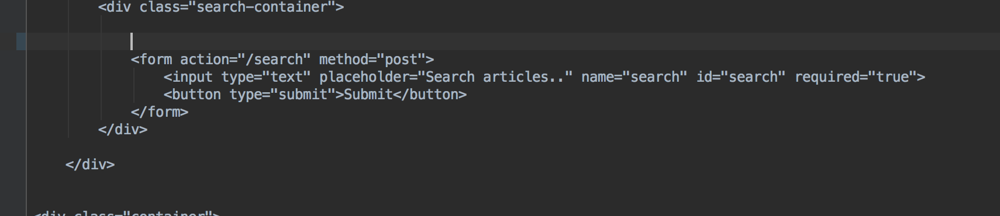 <div class="search-container">
<form action="/search" method="post">
<input type="text" placeholder="Search articles.." name="search" id="search" required="true">
<button type="submit">Submit</button>
</form>
</div>
</div>
<div class="container">